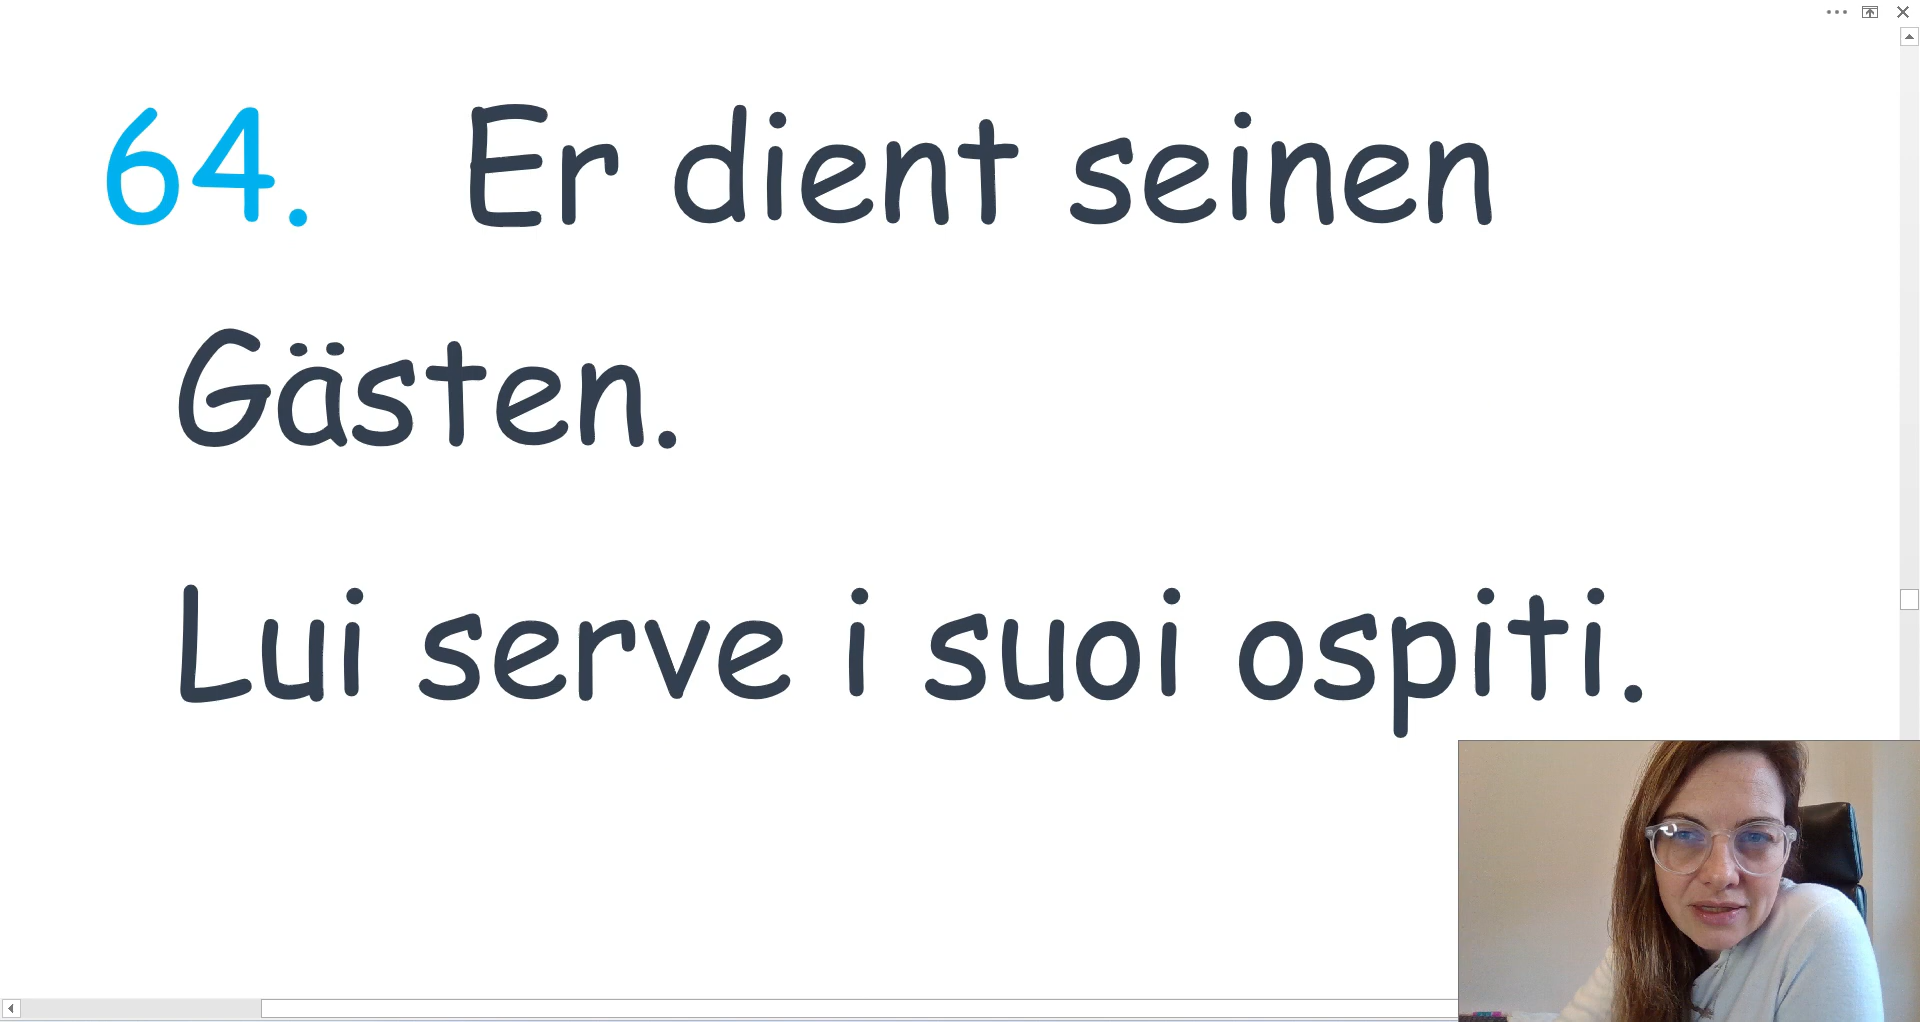 64. Er dient seinen
Gästen.
Lui serve i suoi ospiti.